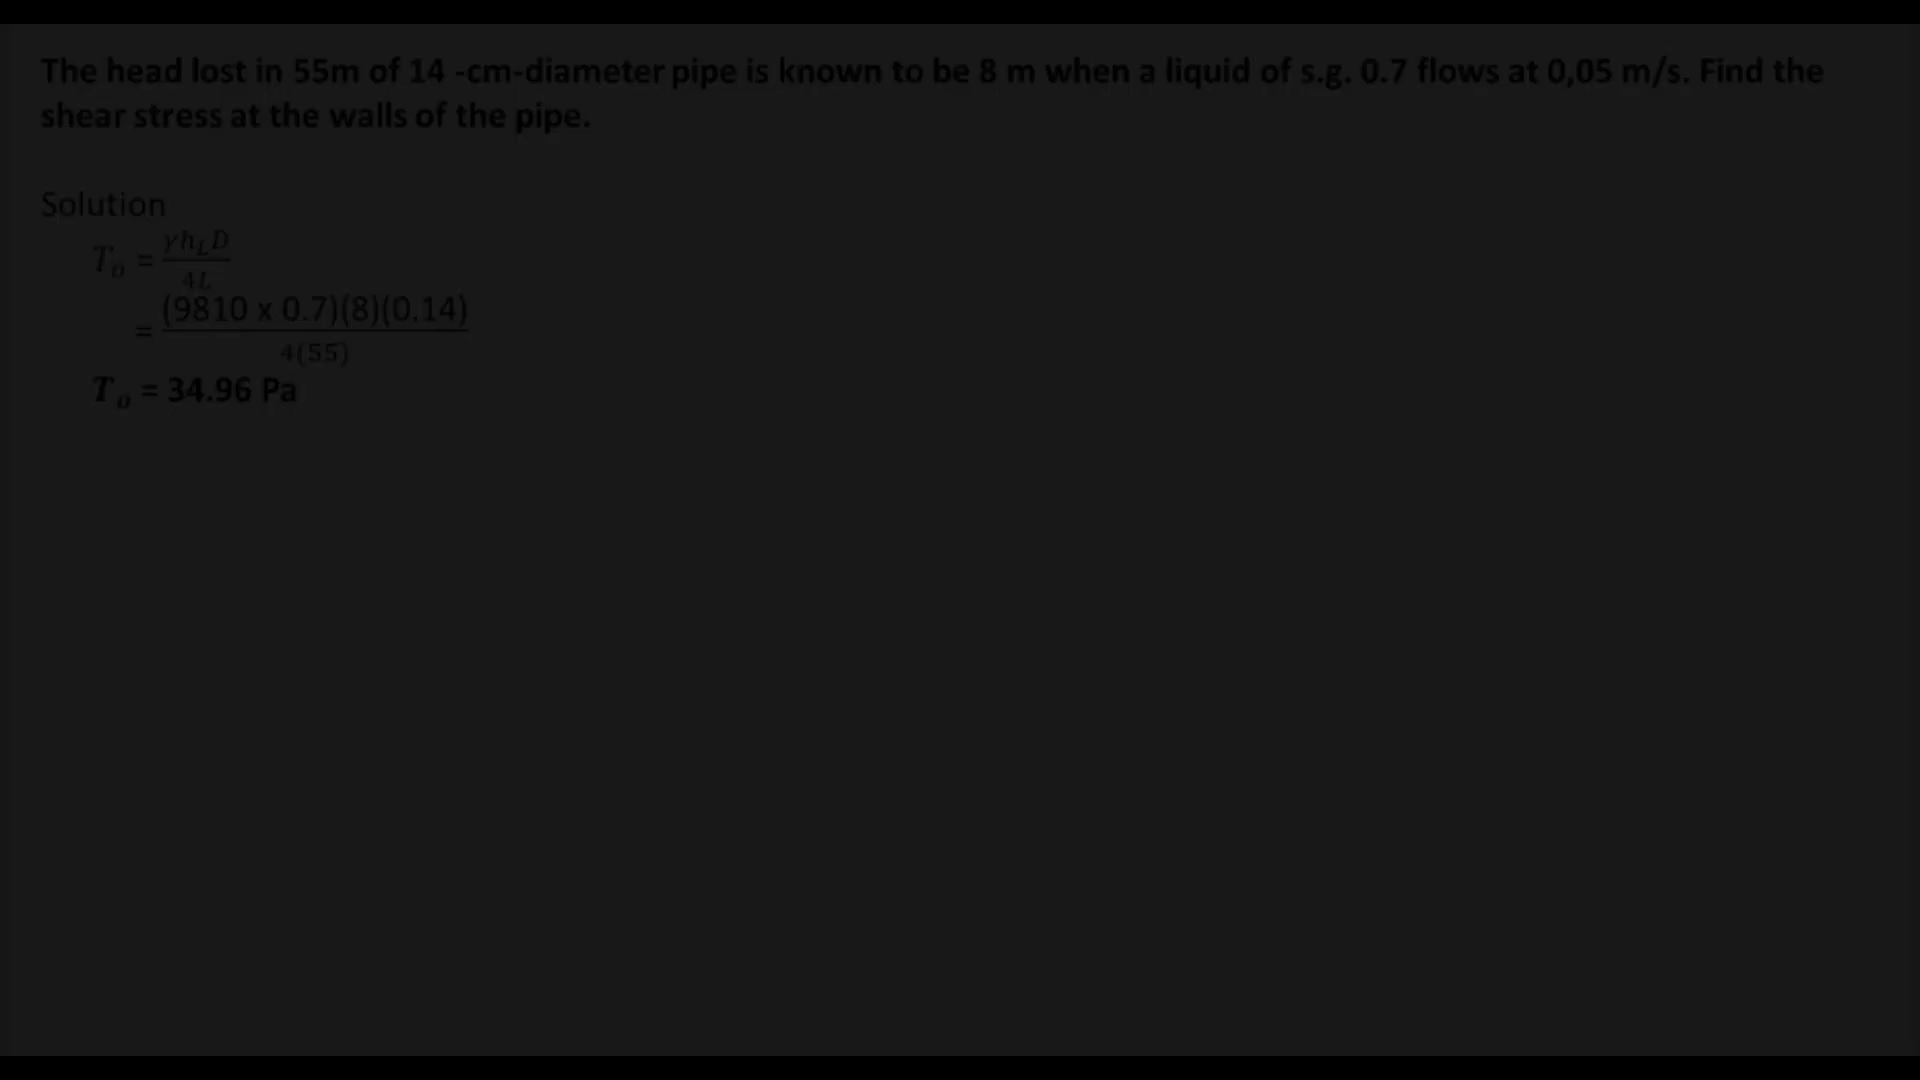 The head lost in 55m of 14 -cm-diameter pipe is known to be 8 m when a liquid of s.g. 0.7 flows at 0,05 m/s. Find the
shear stress at the walls of the pipe.
Solution
T₀ = γh_L D / 4L
= (9810 x 0.7)(8)(0.14) / 4(55)
T₀ = 34.96 Pa